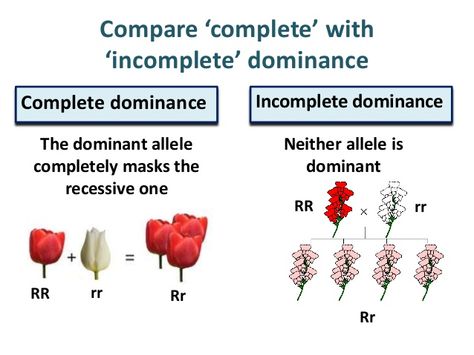 Compare ‘complete’ with
‘incomplete’ dominance
Complete dominance
The dominant allele
completely masks the
recessive one
RR
+
rr
=
Rr
Incomplete dominance
Neither allele is
dominant
RR
×
rr
Rr